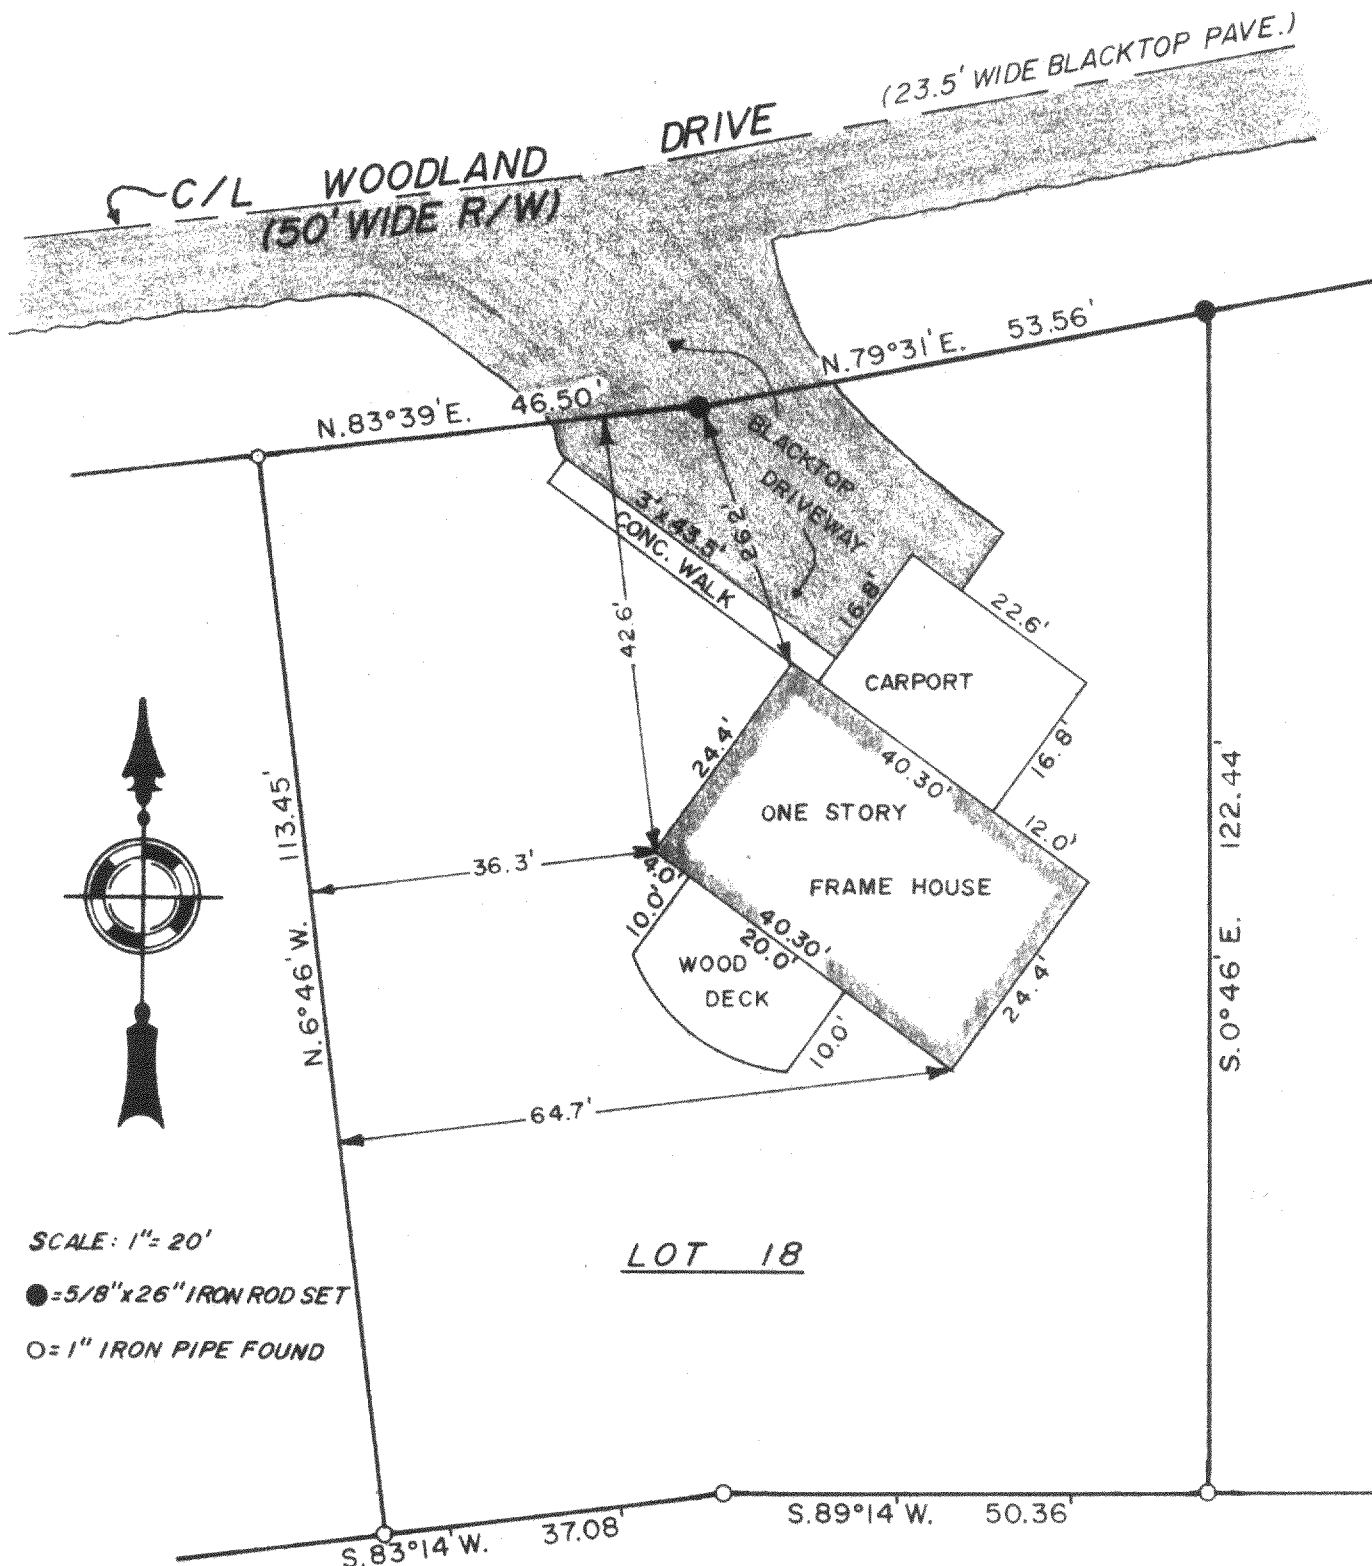 (23.5' WIDE BLACKTOP PAVE.)
C/L WOODLAND DRIVE
(50' WIDE R/W)
N.79°31'E. 53.56'
N.83°39'E. 46.50'
BLACKTOP
DRIVEWAY
3' x 43.5'
CONC. WALK
26.2'
42.6'
16.8'
22.6'
CARPORT
16.8'
24.4'
40.30'
12.0'
ONE STORY
FRAME HOUSE
36.3'
4.0'
10.0'
40.30'
20.0'
WOOD
DECK
10.0'
24.4'
64.7'
N.6°46'W. 113.45'
S.0°46'E. 122.44'
LOT 18
SCALE: 1"= 20'
=5/8"x26" IRON ROD SET
= 1" IRON PIPE FOUND
S.83°14'W. 37.08'
S.89°14'W. 50.36'